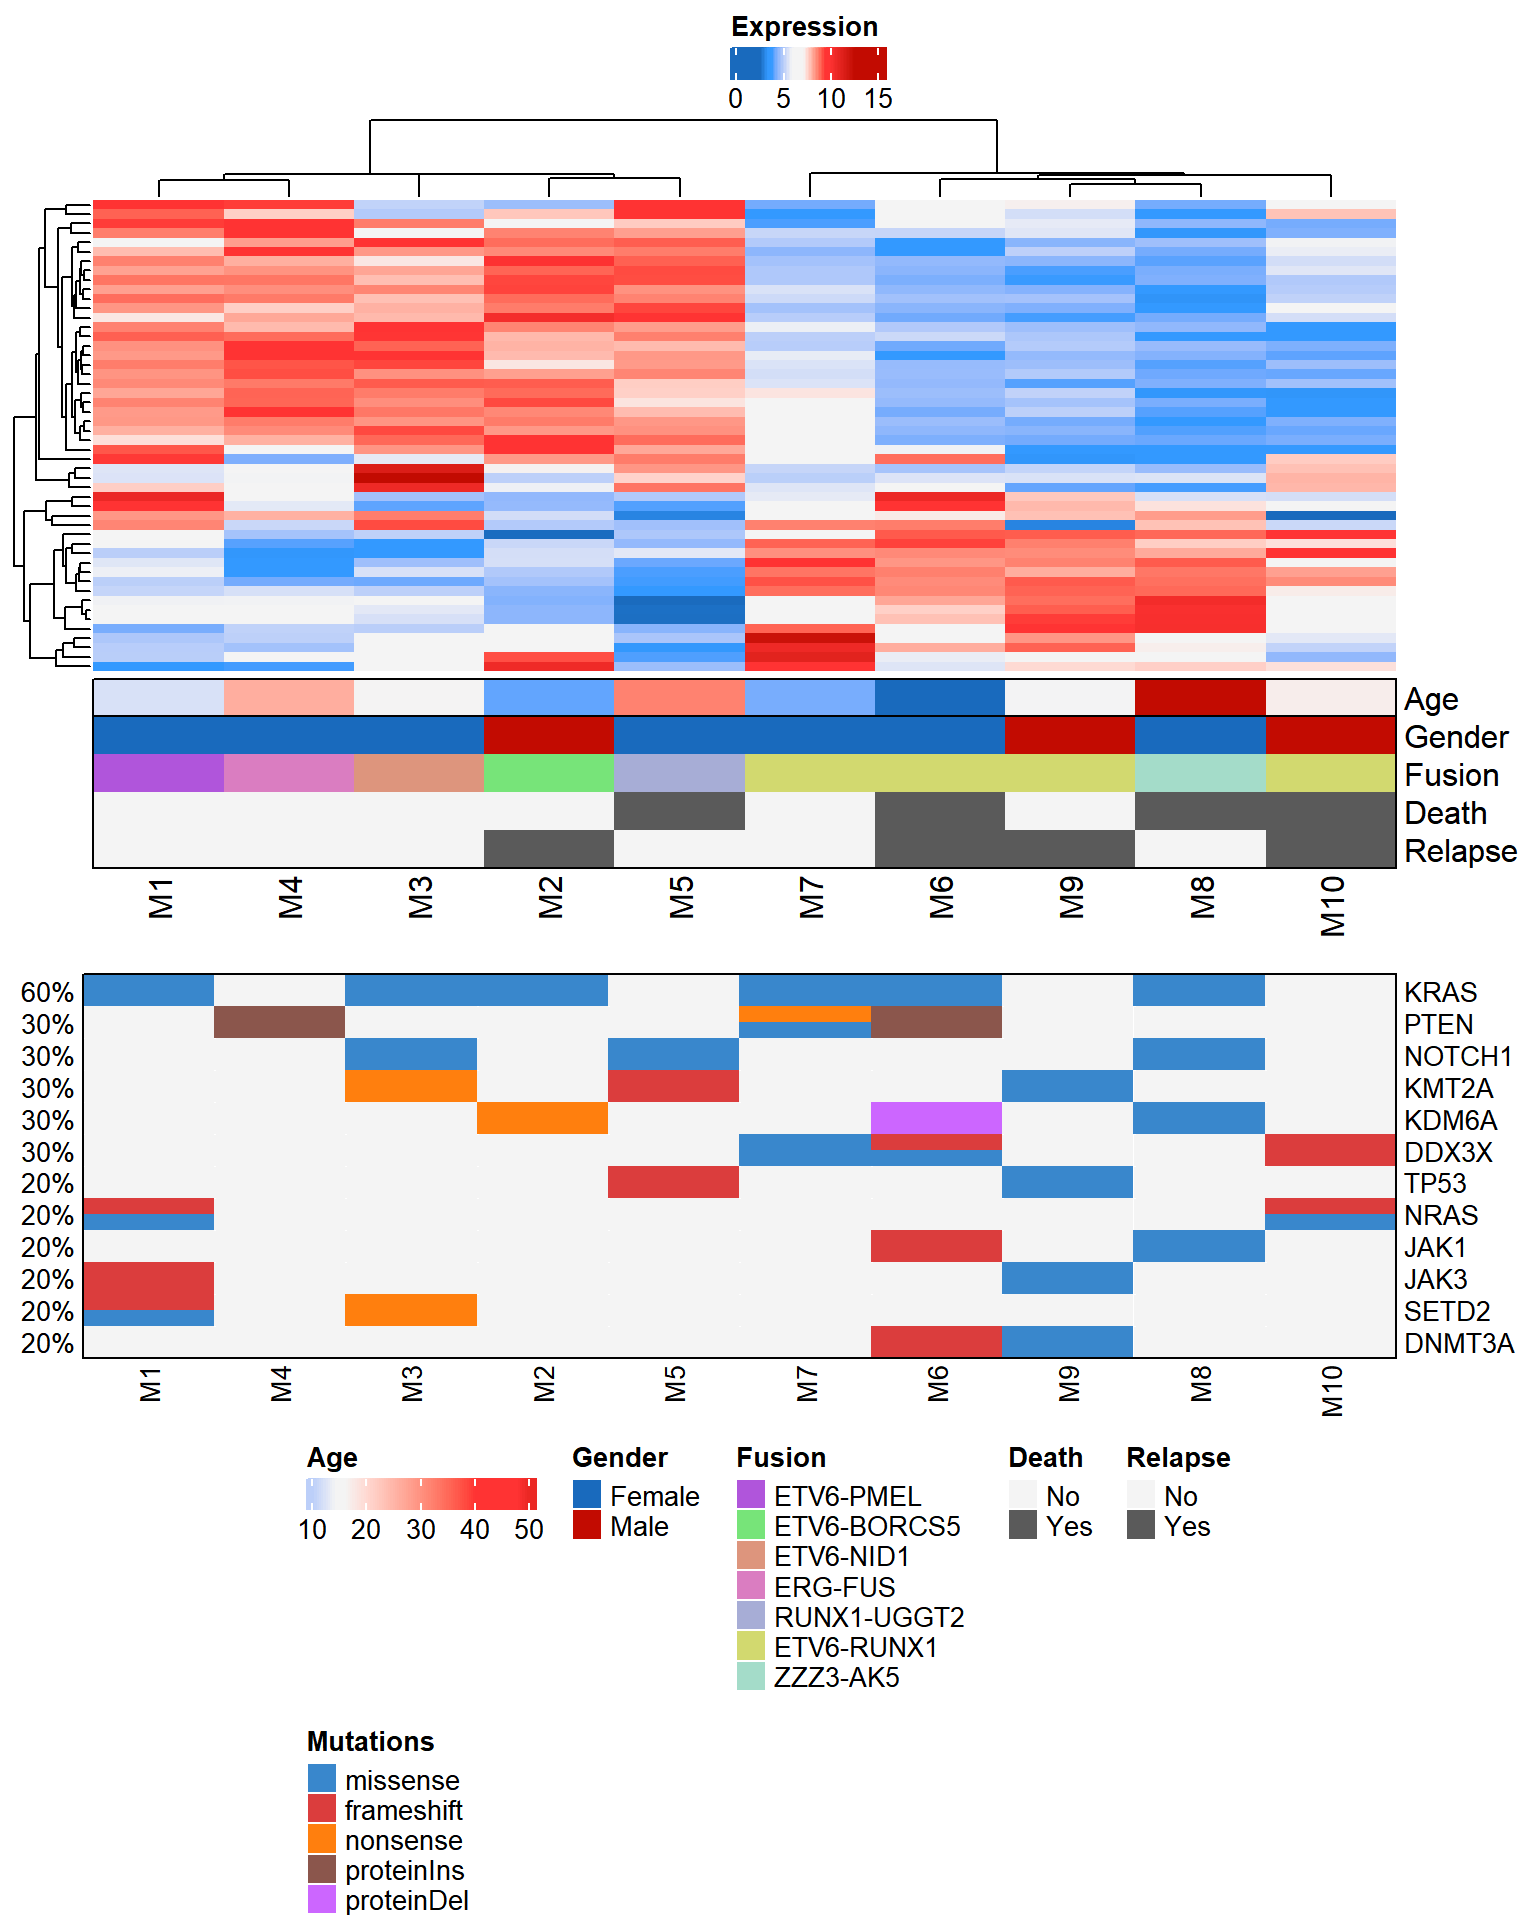 Expression
0 5 10 15
Age
Gender
Fusion
Death
Relapse
M1 M4 M3 M2 M5 M7 M6 M9 M8 M10
60% KRAS
30% PTEN
30% NOTCH1
30% KMT2A
30% KDM6A
30% DDX3X
20% TP53
20% NRAS
20% JAK1
20% JAK3
20% SETD2
20% DNMT3A
M1 M4 M3 M2 M5 M7 M6 M9 M8 M10
Age
10 20 30 40 50
Gender
Female
Male
Fusion
ETV6-PMEL
ETV6-BORCS5
ETV6-NID1
ERG-FUS
RUNX1-UGGT2
ETV6-RUNX1
ZZZ3-AK5
Death
No
Yes
Relapse
No
Yes
Mutations
missense
frameshift
nonsense
proteinIns
proteinDel